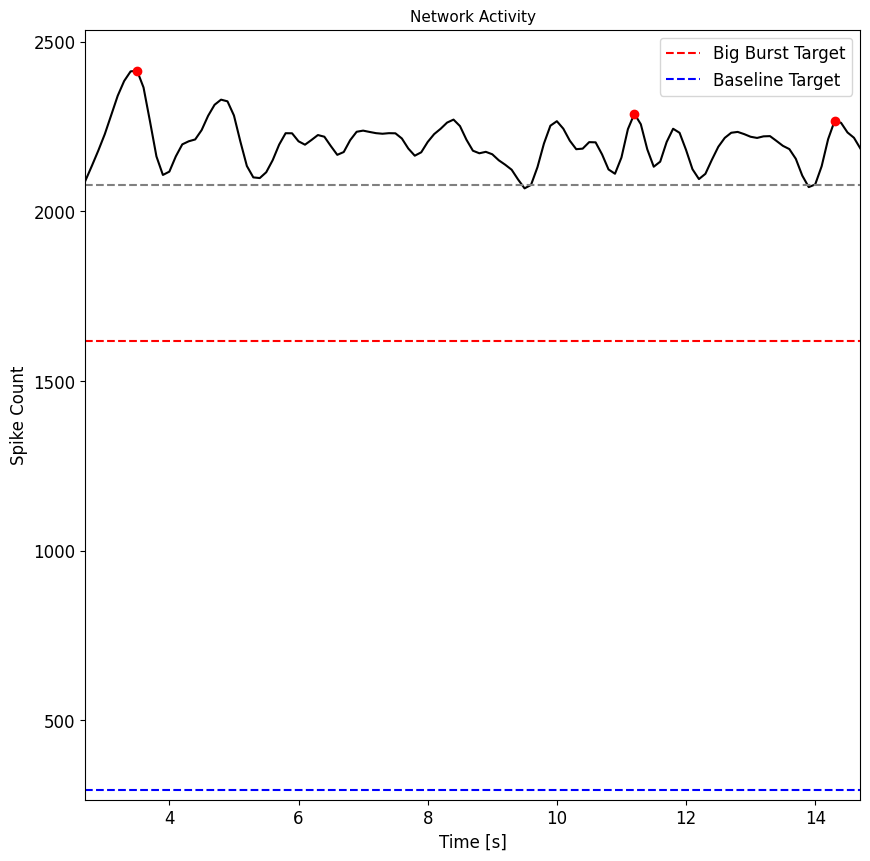 Network Activity
2500
Big Burst Target
Baseline Target
2000
1500
Spike Count
1000
500
4 6 8 10 12 14
Time [s]